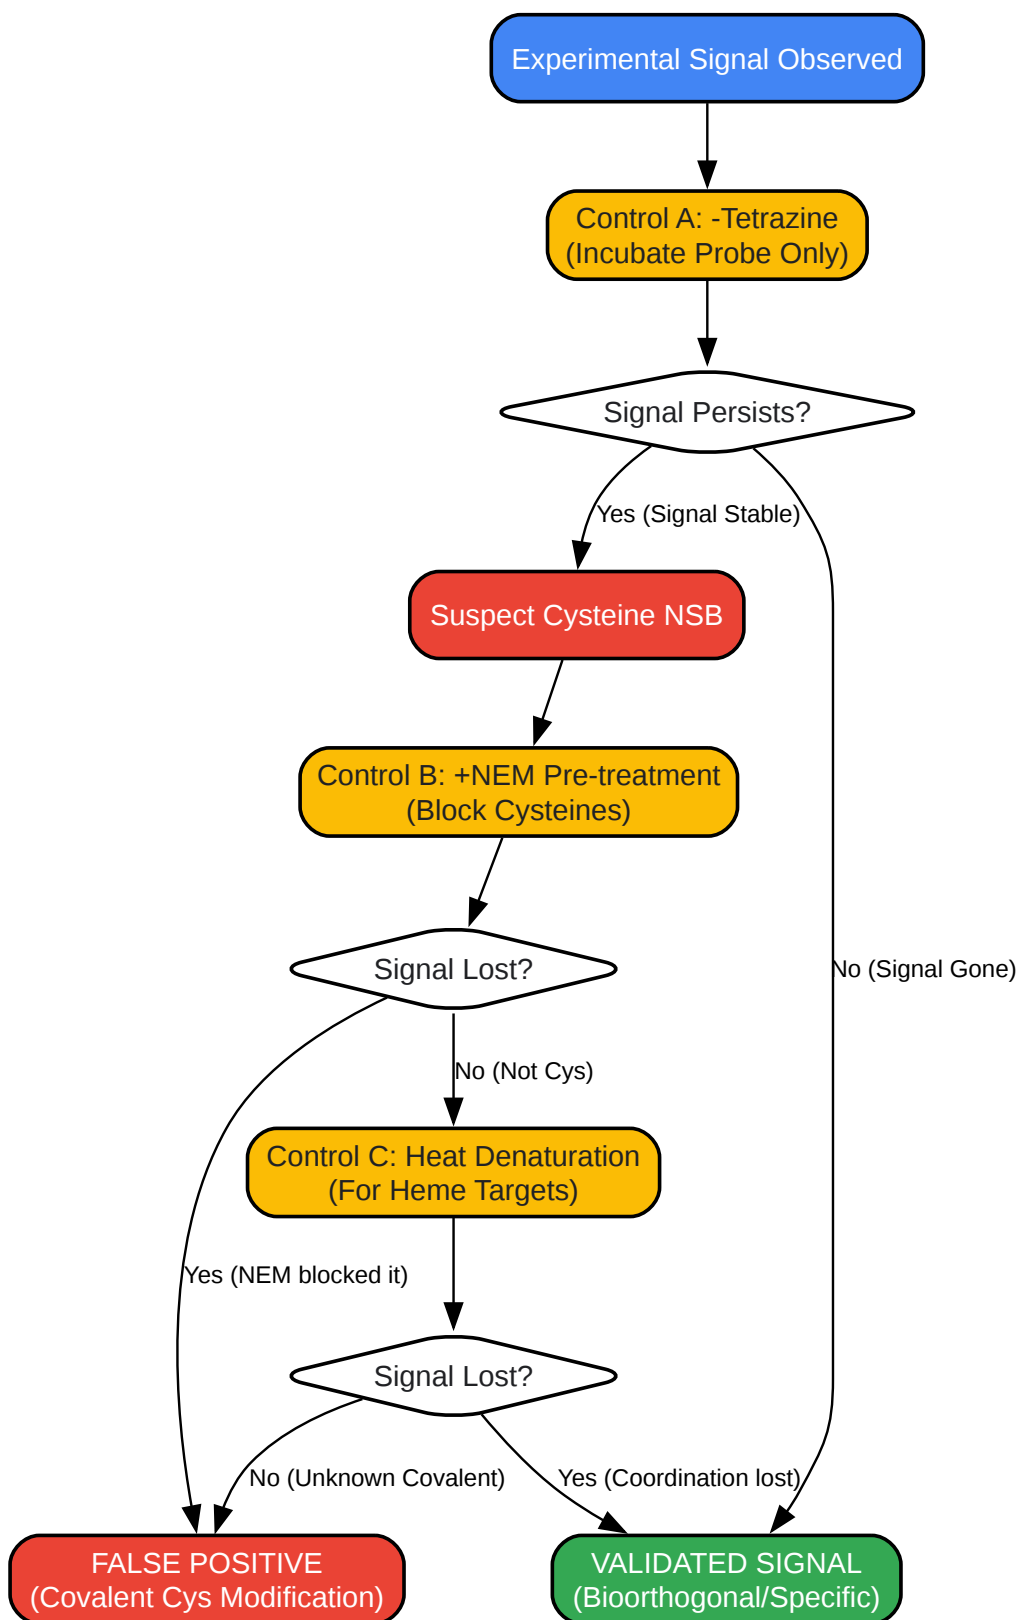 Experimental Signal Observed
Control A: -Tetrazine
(Incubate Probe Only)
Signal Persists?
Yes (Signal Stable)
Suspect Cysteine NSB
Control B: +NEM Pre-treatment
(Block Cysteines)
Signal Lost?
No (Signal Gone)
No (Not Cys)
Control C: Heat Denaturation
(For Heme Targets)
Yes (NEM blocked it)
Signal Lost?
No (Unknown Covalent)
Yes (Coordination lost)
FALSE POSITIVE
(Covalent Cys Modification)
VALIDATED SIGNAL
(Bioorthogonal/Specific)